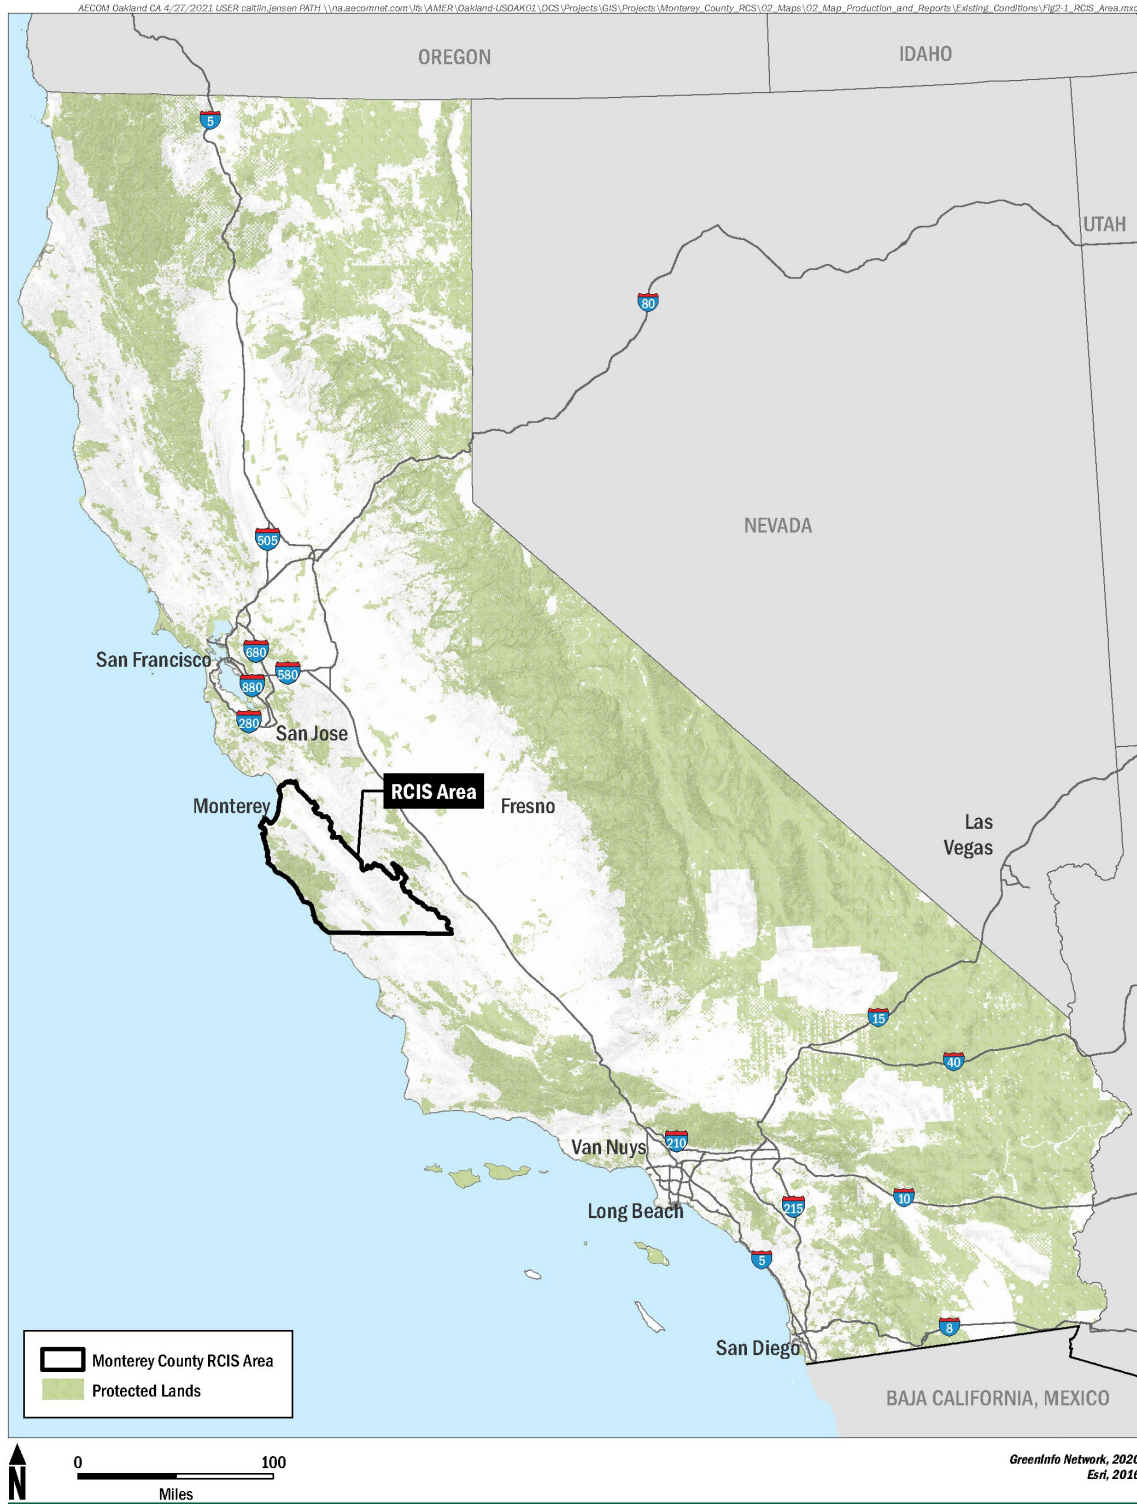 AECOM Oakland CA 4/27/2021 USER caitlin.jensen PATH \\na.aecomnet.com\lfs\AMER\Oakland-USOAK01\DCS\Projects\GIS\Projects\Monterey_County_RCS\02_Maps\02_Map_Production_and_Reports\Existing_Conditions\Fig2-1_RCIS_Area.mxd
OREGON
IDAHO
5
UTAH
80
NEVADA
505
San Francisco
680
580
880
280
San Jose
RCIS Area
Monterey
Fresno
Las
Vegas
15
40
Van Nuys
210
Long Beach
215
10
5
8
San Diego
Monterey County RCIS Area
Protected Lands
BAJA CALIFORNIA, MEXICO
N
0 100
Miles
GreenInfo Network, 2020
Esri, 2016